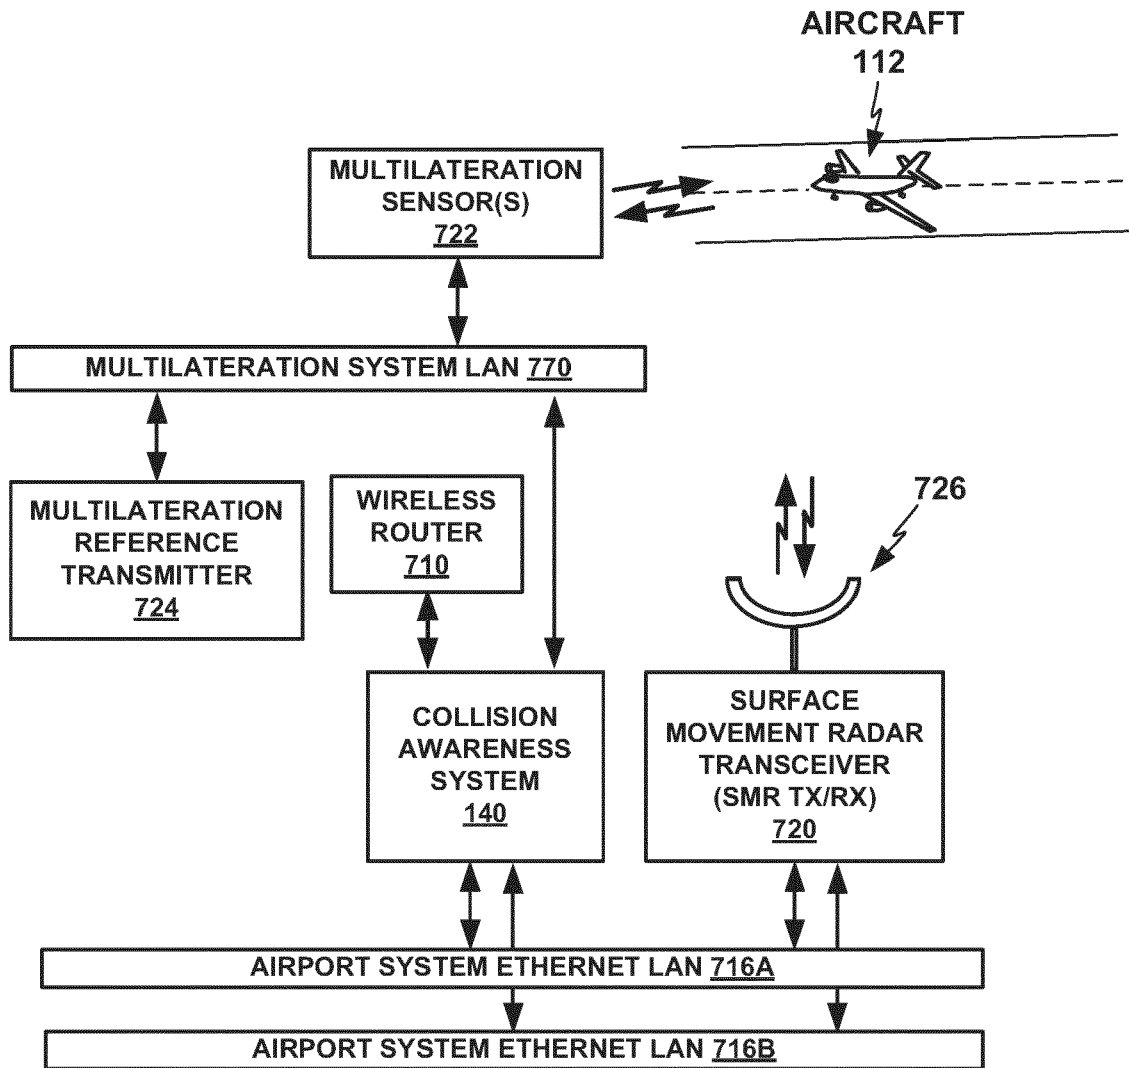 AIRCRAFT
112
MULTILATERATION
SENSOR(S)
722
MULTILATERATION SYSTEM LAN 770
MULTILATERATION
REFERENCE
TRANSMITTER
724
WIRELESS
ROUTER
710
726
COLLISION
AWARENESS
SYSTEM
140
SURFACE
MOVEMENT RADAR
TRANSCEIVER
(SMR TX/RX)
720
AIRPORT SYSTEM ETHERNET LAN 716A
AIRPORT SYSTEM ETHERNET LAN 716B